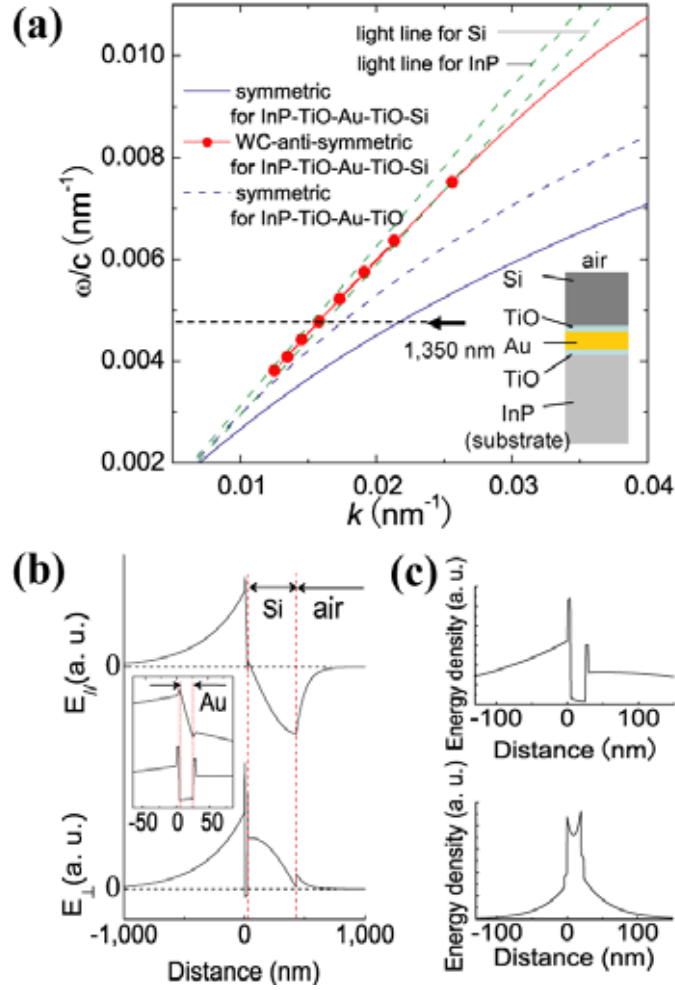 (a)
0.010
0.008
0.006
0.004
0.002
ω/c (nm⁻¹)
light line for Si
light line for InP
symmetric
for InP-TiO-Au-TiO-Si
WC-anti-symmetric
for InP-TiO-Au-TiO-Si
symmetric
for InP-TiO-Au-TiO
1,350 nm
air
Si
TiO
Au
TiO
InP
(substrate)
0.01 0.02 0.03 0.04
k (nm⁻¹)
(b)
E// (a. u.)
0
Si
air
Au
-50 0 50
E⊥ (a. u.)
0
-1,000 0 1,000
Distance (nm)
(c)
Energy density (a. u.)
-100 0 100
Distance (nm)
Energy density (a. u.)
-100 0 100
Distance (nm)